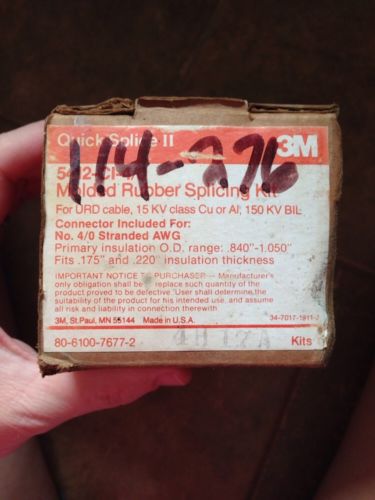 Quick Splice II 3M
114-276
Molded Rubber Splicing Kit
For URD cable, 15 KV class Cu or Al, 150 KV BIL
Connector Included For:
No. 4/0 Stranded AWG
Primary insulation O.D. range: .840"-1.050"
Fits .175" and .220" insulation thickness
IMPORTANT NOTICE TO PURCHASER — Manufacturer's
only obligation shall be replace such quantity of the
product proved to be defective. User shall determine the
suitability of the product for his intended use, and assume
all risk and liability in connection therewith.
3M, St. Paul, MN 55144 Made in U.S.A. 34-7017-1911-2
80-6100-7677-2 Kits